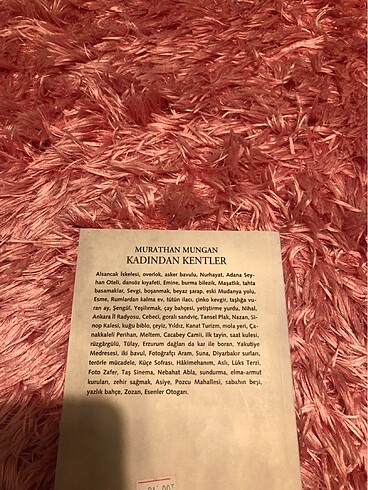 MURATHAN MUNGAN
KADINDAN KENTLER
Alsancak İskelesi, overlok, asker bavulu, Nurhayat, Adana Sey-
han Oteli, dansöz kıyafeti, Emine, burma bilezik, Maşatlık, tahta
basamaklar, Sevgi, boşanmak, beyaz şarap, eski Mudanya yolu,
Esme, Rumlardan kalma ev, tütün ilacı, çinko kevgir, taşlığa vu-
ran ay, Şengül, Yeşilırmak, çay bahçesi, yetiştirme yurdu, Nihal,
Ankara İl Radyosu, Cebeci, goralı sandviç, Tansel Plak, Nazan, Si-
nop Kalesi, kuğu biblo, çeyiz, Yıldız, Kanat Turizm, mola yeri, Ça-
nakkaleli Perihan, Meltem, Cacabey Camii, ilk tayin, saat kulesi,
rüzgârgülü, Tülay, Erzurum dağları da kar ile boran, Yakutiye
Medresesi, iki bavul, Fotoğrafçı Aram, Suna, Diyarbakır surları,
terörle mücadele, Küçe Sofrası, Hâkimehanım, Aslı, Lüks Terzi,
Foto Zafer, Taş Sinema, Nebahat Abla, sundurma, elma-armut
kuruları, zehir sağmak, Asiye, Pozcu Mahallesi, sabahın beşi,
yazlık bahçe, Zozan, Esenler Otogarı.